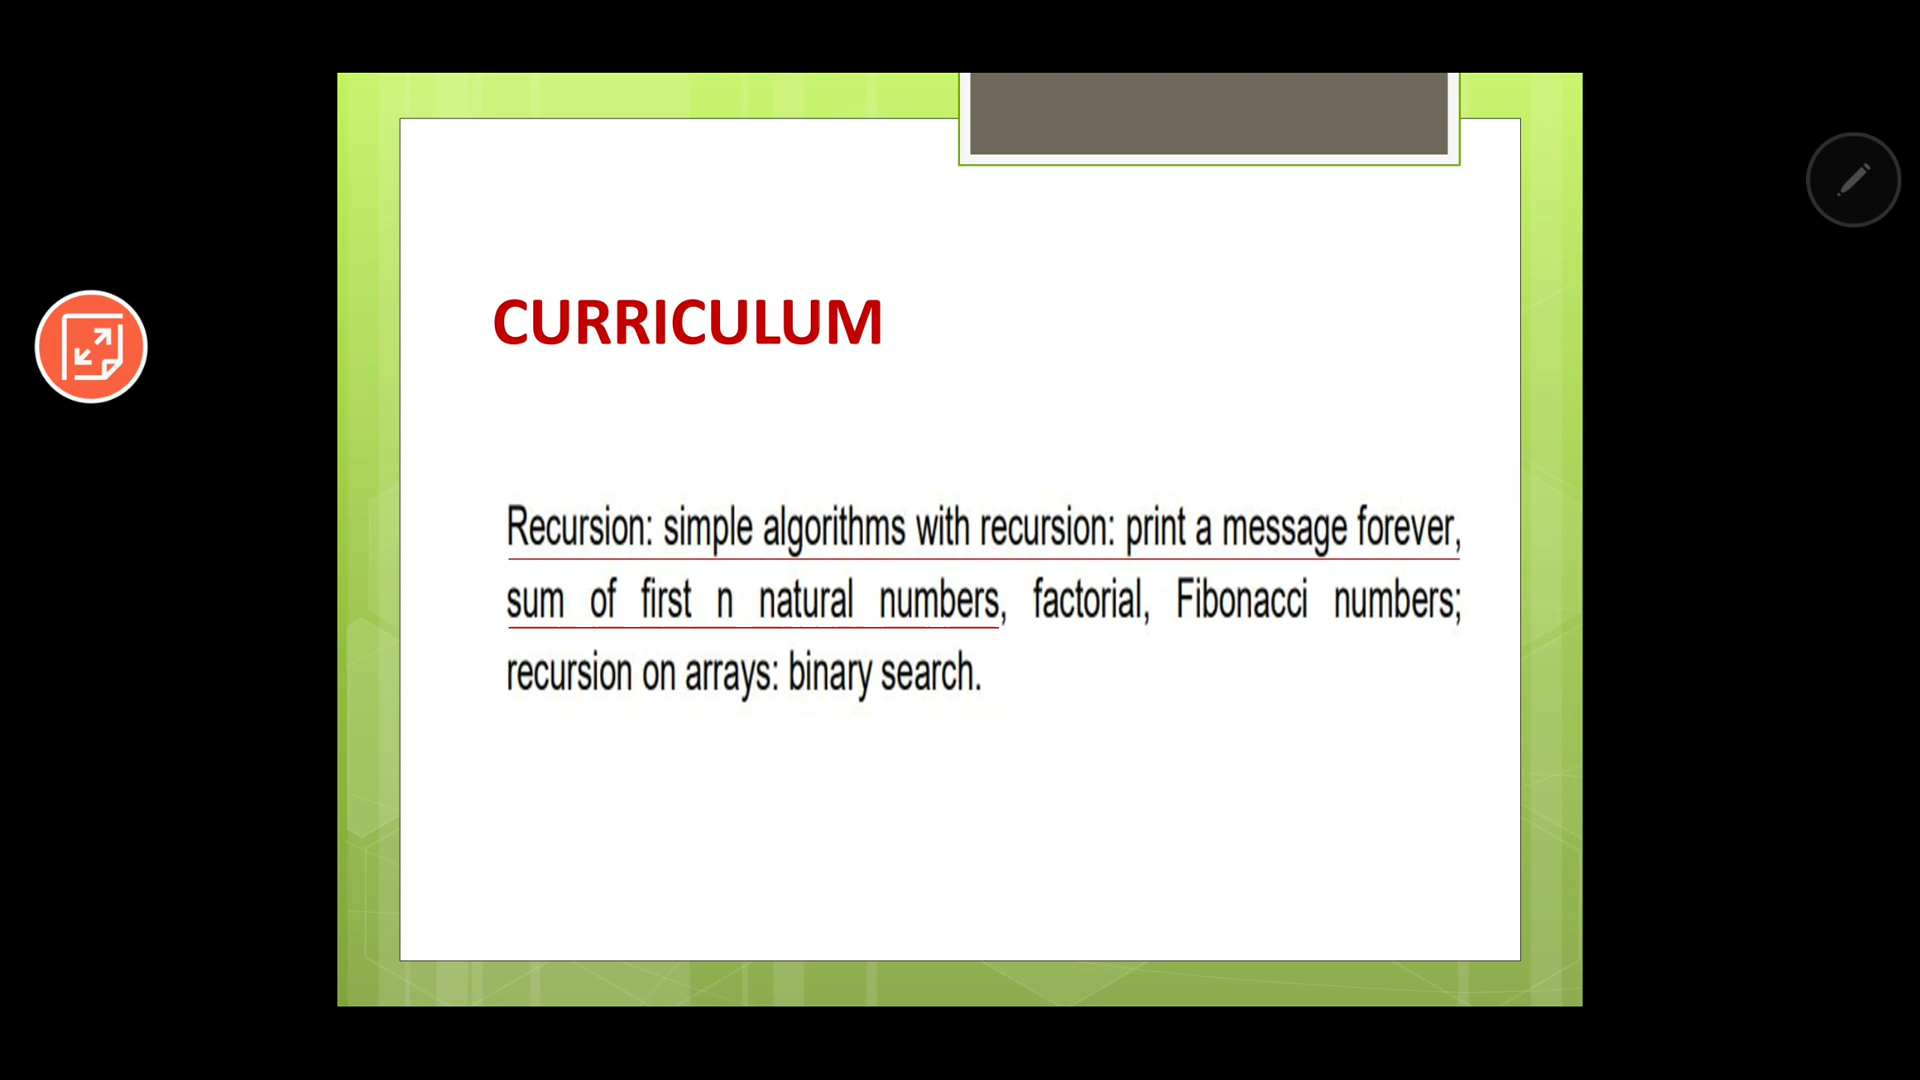 CURRICULUM
Recursion: simple algorithms with recursion: print a message forever,
sum of first n natural numbers, factorial, Fibonacci numbers;
recursion on arrays: binary search.